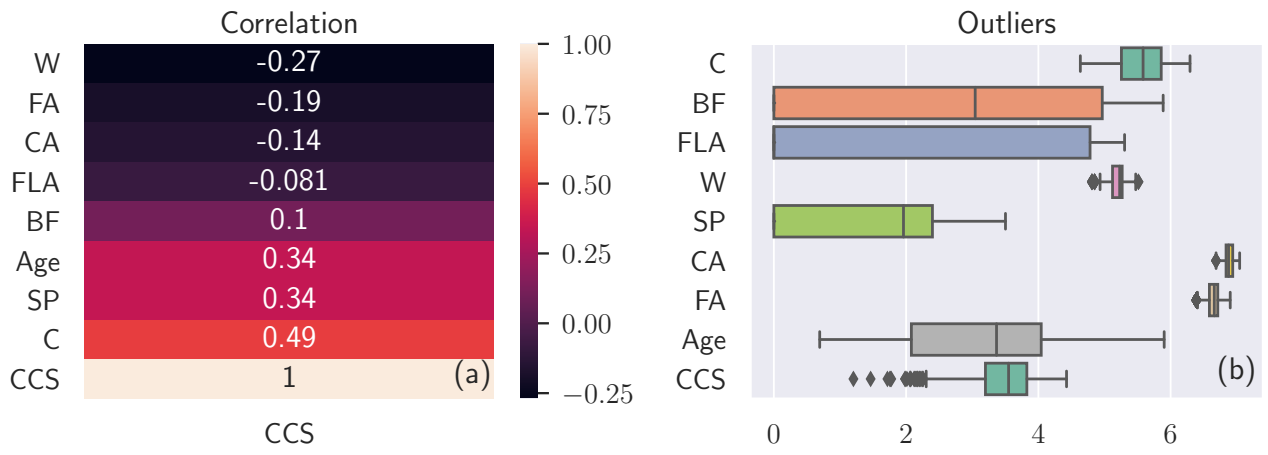 Correlation
W
-0.27
FA
-0.19
CA
-0.14
FLA
-0.081
BF
0.1
Age
0.34
SP
0.34
C
0.49
CCS
1
(a)
CCS
1.00
0.75
0.50
0.25
0.00
−0.25
Outliers
C
BF
FLA
W
SP
CA
FA
Age
CCS
(b)
0 2 4 6